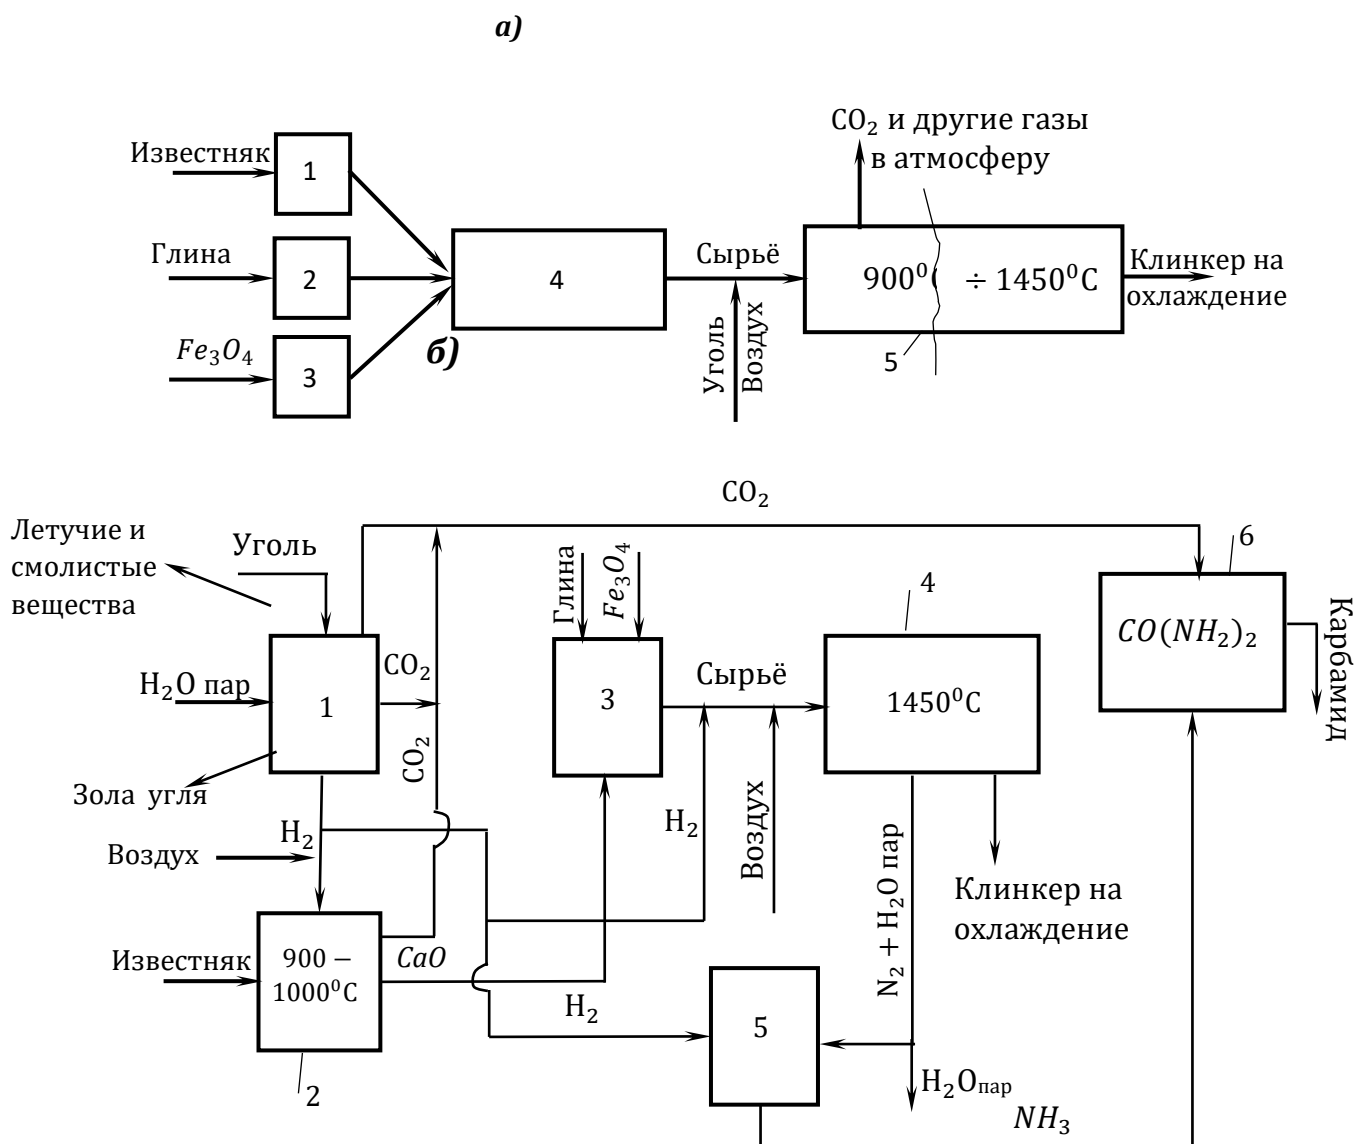 а)
CO₂ и другие газы
в атмосферу
Известняк
1
Глина
2
Fe₃O₄
3
4
Сырьё
Уголь
Воздух
900⁰C ÷ 1450⁰C
5
Клинкер на
охлаждение
б)
CO₂
Летучие и
смолистые
вещества
Уголь
H₂O пар
1
CO₂
CO₂
Зола угля
H₂
Воздух
Известняк
900 –
1000⁰C
2
CaO
H₂
Глина
Fe₃O₄
3
Сырьё
H₂
Воздух
4
1450⁰C
N₂ + H₂O пар
Клинкер на
охлаждение
5
H₂Oпар
NH₃
6
CO(NH₂)₂
Карбамид